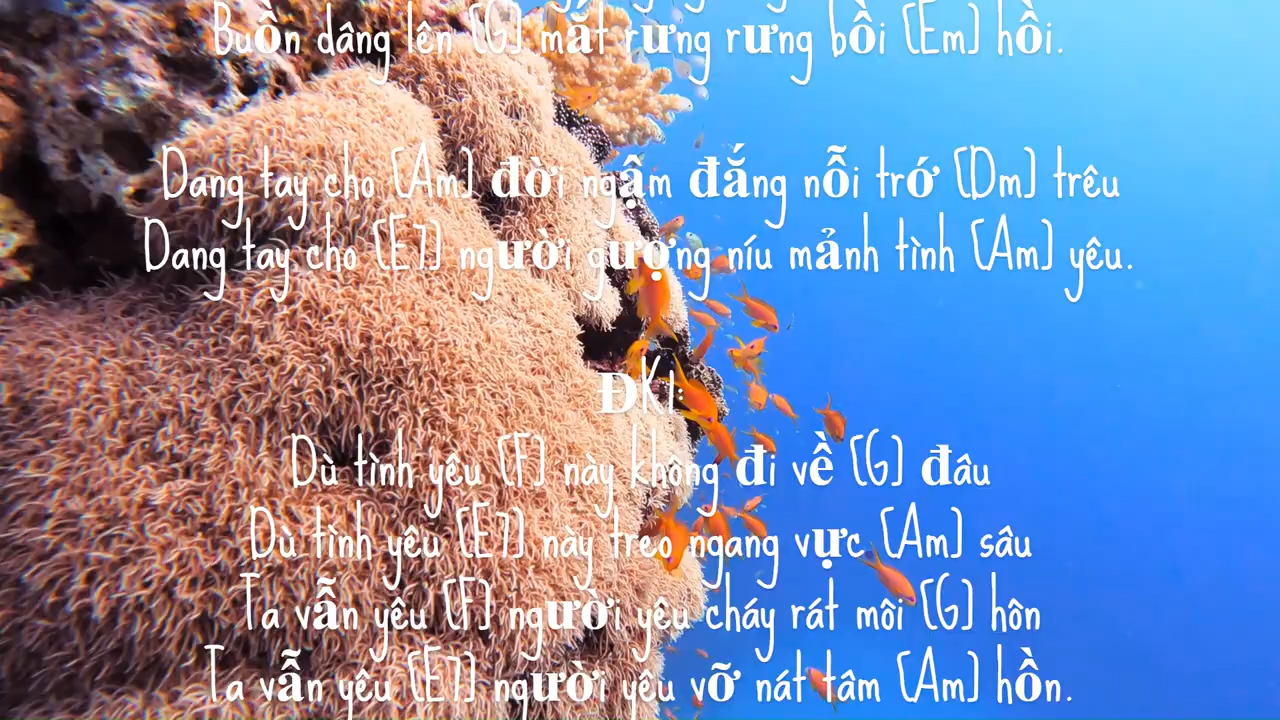 Buồn dâng lên [G] mắt rưng rưng bồi [Em] hồi.
Dang tay cho [Am] đời ngậm đắng nỗi trớ [Dm] trêu
Dang tay cho [E7] người gượng níu mảnh tình [Am] yêu.
ĐK1:
Dù tình yêu [F] này không đi về [G] đâu
Dù tình yêu [E7] này treo ngang vực [Am] sâu
Ta vẫn yêu [F] người yêu cháy rát môi [G] hôn
Ta vẫn yêu [E7] người yêu vỡ nát tâm [Am] hồn.